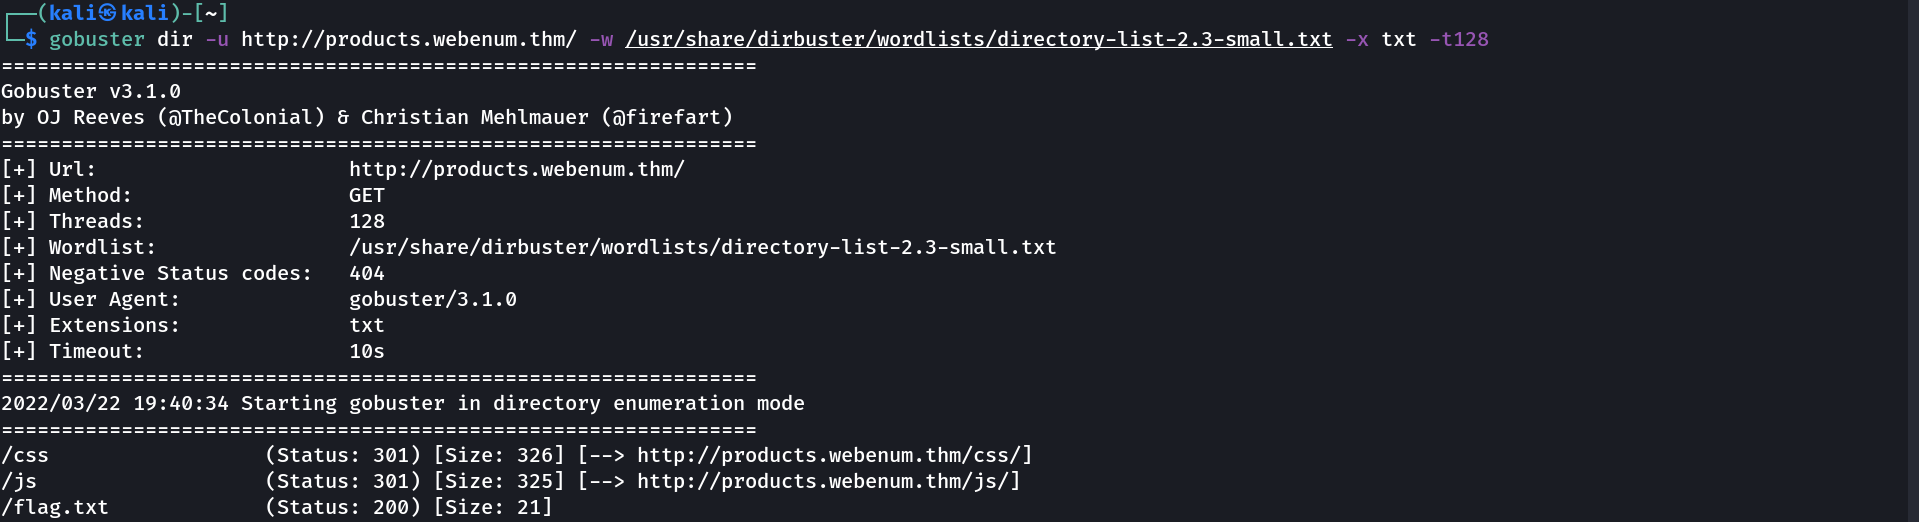 ┌──(kali㉿kali)-[~]
└─$ gobuster dir -u http://products.webenum.thm/ -w /usr/share/dirbuster/wordlists/directory-list-2.3-small.txt -x txt -t128
===============================================================
Gobuster v3.1.0
by OJ Reeves (@TheColonial) & Christian Mehlmauer (@firefart)
===============================================================
[+] Url:                     http://products.webenum.thm/
[+] Method:                  GET
[+] Threads:                 128
[+] Wordlist:                /usr/share/dirbuster/wordlists/directory-list-2.3-small.txt
[+] Negative Status codes:   404
[+] User Agent:              gobuster/3.1.0
[+] Extensions:              txt
[+] Timeout:                 10s
===============================================================
2022/03/22 19:40:34 Starting gobuster in directory enumeration mode
===============================================================
/css                  (Status: 301) [Size: 326] [--> http://products.webenum.thm/css/]
/js                   (Status: 301) [Size: 325] [--> http://products.webenum.thm/js/]
/flag.txt             (Status: 200) [Size: 21]